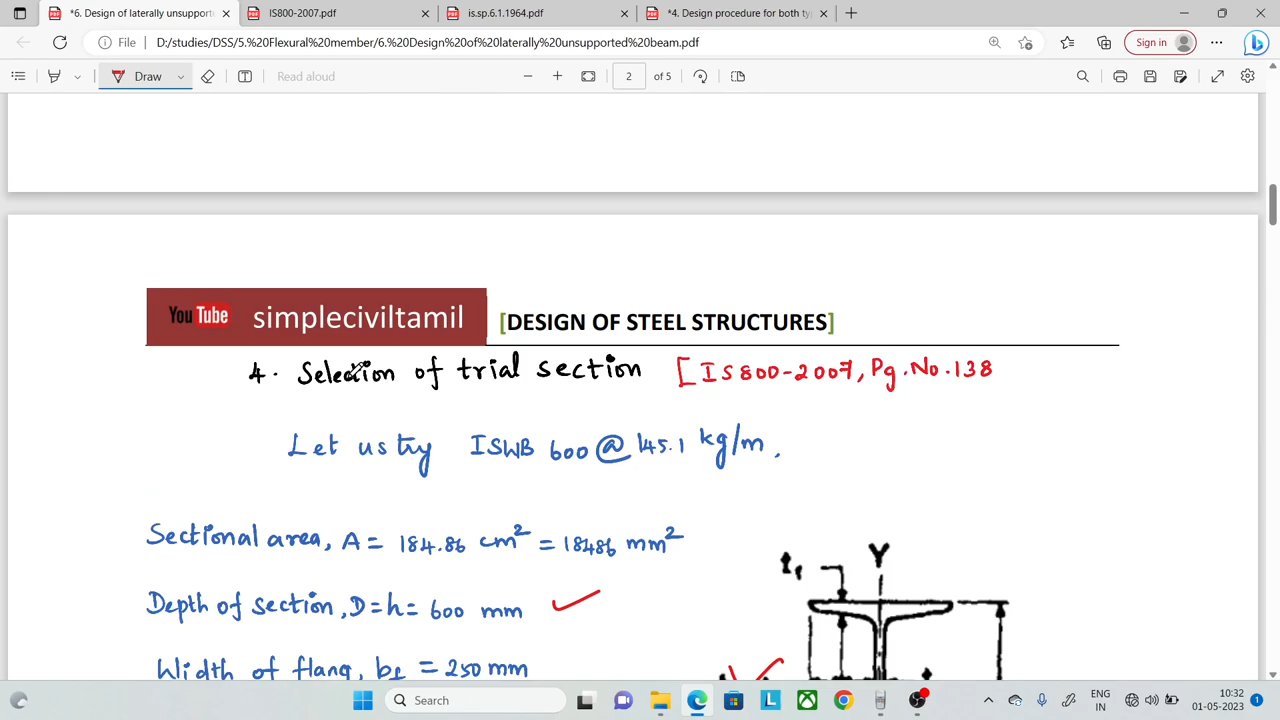 *6. Design of laterally unsupport
IS800-2007.pdf
is.sp.6.1.1964.pdf
*4. Design procedure for both ty
File
D:/studies/DSS/5.%20Flexural%20member/6.%20Design%20of%20laterally%20unsupported%20beam.pdf
Sign in
Draw
Read aloud
2 of 5
YouTube simpleciviltamil [DESIGN OF STEEL STRUCTURES]
4. Selection of trial section [IS800-2007, Pg.No.138
Let us try ISWB 600@145.1 kg/m,
Sectional area, A = 184.86 cm² = 18486 mm²
Depth of section, D=h= 600 mm
Width of flang, bf = 250 mm
Y
Search
ENG
IN
10:32
01-05-2023
1